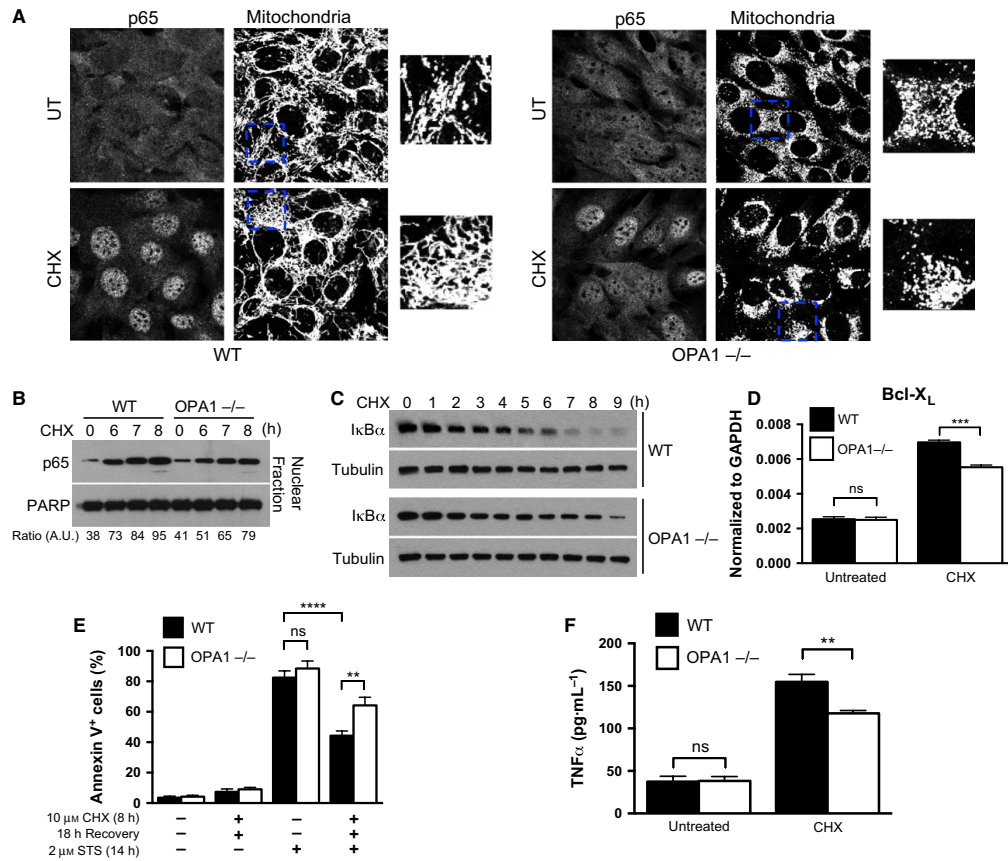 A
p65 Mitochondria
p65 Mitochondria
UT
UT
CHX
CHX
WT
OPA1 –/–
B
WT OPA1 –/–
CHX 0 6 7 8 0 6 7 8 (h)
p65
PARP
Nuclear
Fraction
Ratio (A.U.) 38 73 84 95 41 51 65 79
C
CHX 0 1 2 3 4 5 6 7 8 9 (h)
IκBα
Tubulin
WT
IκBα
Tubulin
OPA1 –/–
D
Bcl-XL
WT
OPA1–/–
***
ns
Normalized to GAPDH
0.008
0.006
0.004
0.002
0.000
Untreated CHX
E
WT
OPA1 –/–
****
ns
**
Annexin V+ cells (%)
100
80
60
40
20
0
10 μM CHX (8 h) – + – +
18 h Recovery – + – +
2 μM STS (14 h) – – + +
F
WT
OPA1 –/–
**
ns
TNFα (pg·mL–1)
200
150
100
50
0
Untreated CHX